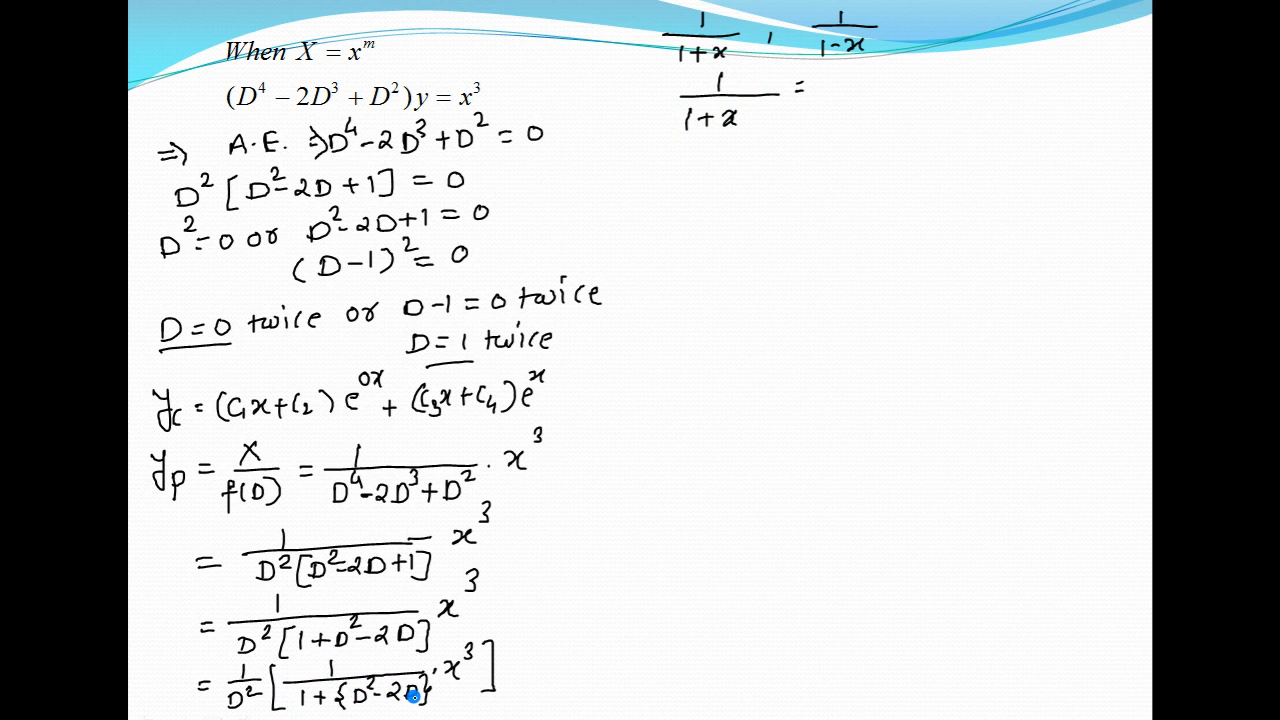 When X = x^m
(D^4 − 2D^3 + D^2) y = x^3
⇒ A.E. ⇒ D^4 − 2D^3 + D^2 = 0
D^2 [D^2 − 2D + 1] = 0
D^2 = 0 or D^2 − 2D + 1 = 0
(D − 1)^2 = 0
D = 0 twice or D − 1 = 0 twice
D = 1 twice
y_c = (C_1x + C_2) e^{0x} + (C_3x + C_4) e^x
y_p = X / f(D) = 1 / (D^4 − 2D^3 + D^2) · x^3
= 1 / (D^2 [D^2 − 2D + 1]) x^3
= 1 / (D^2 [1 + D^2 − 2D]) x^3
= 1/D^2 [1 / (1 + {D^2 − 2D}) · x^3]
1 / (1 + x) , 1 / (1 − x)
1 / (1 + x) =